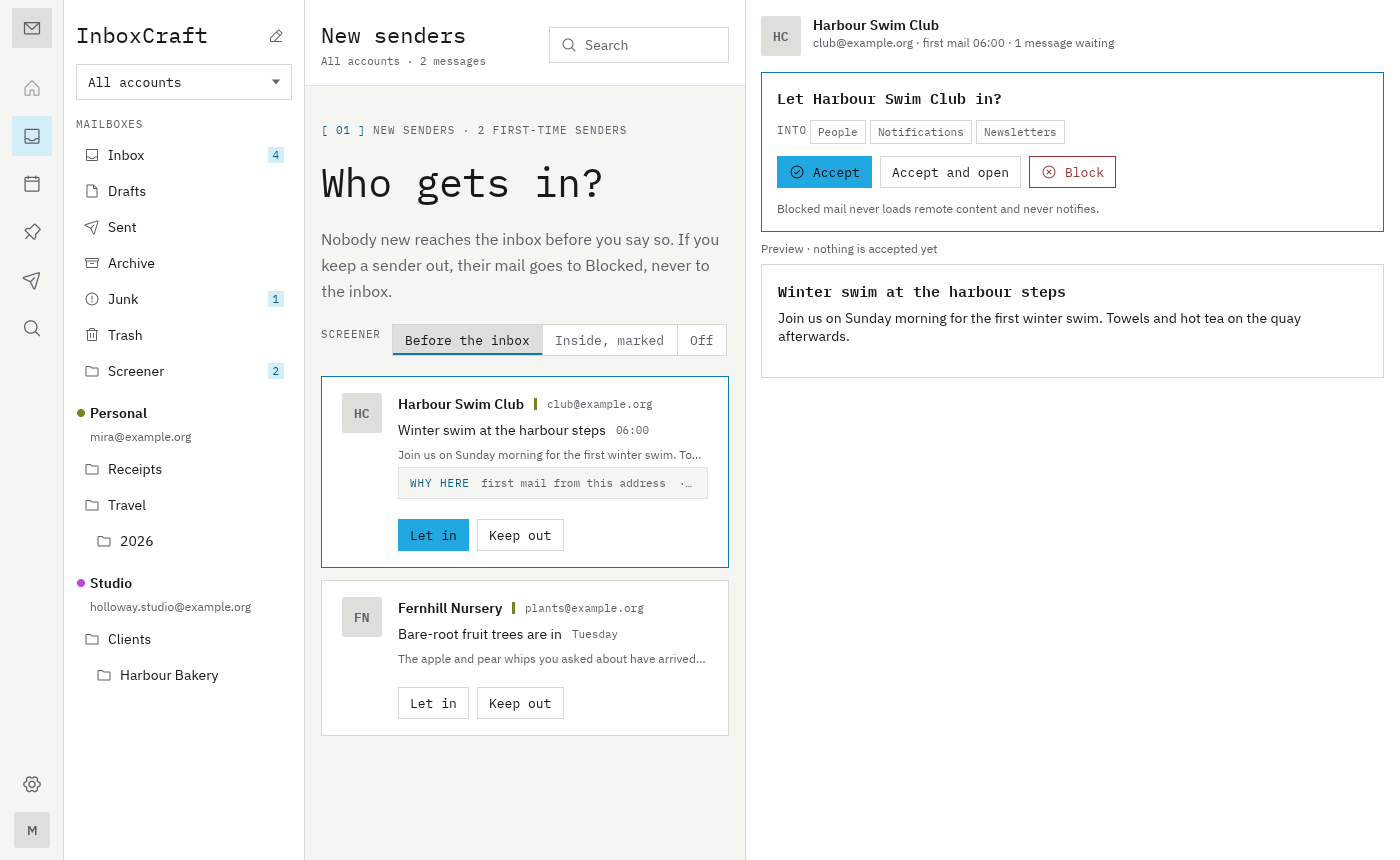 InboxCraft
All accounts
MAILBOXES
Inbox 4
Drafts
Sent
Archive
Junk 1
Trash
Screener 2
Personal
mira@example.org
Receipts
Travel
2026
Studio
holloway.studio@example.org
Clients
Harbour Bakery
M
New senders
All accounts · 2 messages
Search
[ 01 ] NEW SENDERS · 2 FIRST-TIME SENDERS
Who gets in?
Nobody new reaches the inbox before you say so. If you
keep a sender out, their mail goes to Blocked, never to
the inbox.
SCREENER Before the inbox Inside, marked Off
HC Harbour Swim Club club@example.org
Winter swim at the harbour steps 06:00
Join us on Sunday morning for the first winter swim. To…
WHY HERE first mail from this address ·…
Let in Keep out
FN Fernhill Nursery plants@example.org
Bare-root fruit trees are in Tuesday
The apple and pear whips you asked about have arrived…
Let in Keep out
HC Harbour Swim Club
club@example.org · first mail 06:00 · 1 message waiting
Let Harbour Swim Club in?
INTO People Notifications Newsletters
Accept Accept and open Block
Blocked mail never loads remote content and never notifies.
Preview · nothing is accepted yet
Winter swim at the harbour steps
Join us on Sunday morning for the first winter swim. Towels and hot tea on the quay
afterwards.